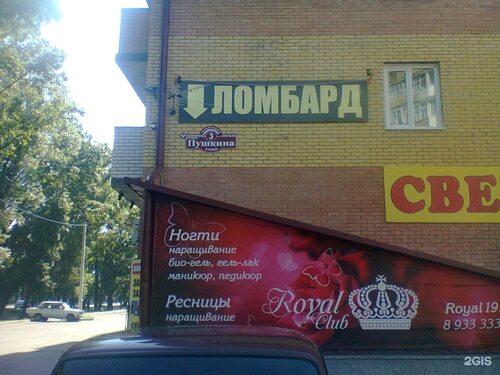 ЛОМБАРД
3
Пушкина
СВЕ
Ногти
наращивание
био-гель, гель-лак
маникюр, педикюр
Ресницы
наращивание
Royal
Club
Royal 19
8 933 333
2GIS